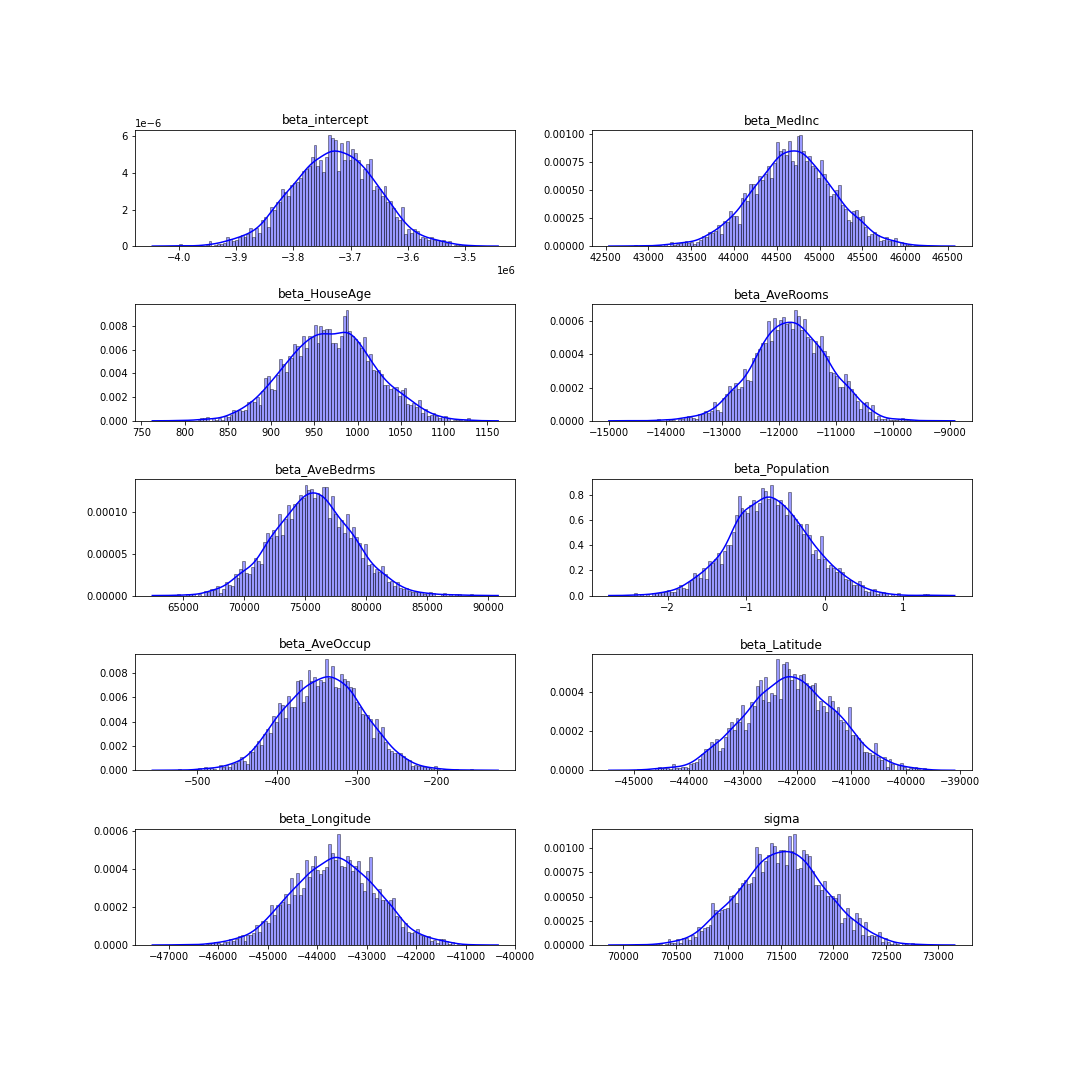 beta_intercept
1e−6
6
4
2
0
−4.0 −3.9 −3.8 −3.7 −3.6 −3.5
1e6
beta_MedInc
0.00100
0.00075
0.00050
0.00025
0.00000
42500 43000 43500 44000 44500 45000 45500 46000 46500
beta_HouseAge
0.008
0.006
0.004
0.002
0.000
750 800 850 900 950 1000 1050 1100 1150
beta_AveRooms
0.0006
0.0004
0.0002
0.0000
−15000 −14000 −13000 −12000 −11000 −10000 −9000
beta_AveBedrms
0.00010
0.00005
0.00000
65000 70000 75000 80000 85000 90000
beta_Population
0.8
0.6
0.4
0.2
0.0
−2 −1 0 1
beta_AveOccup
0.008
0.006
0.004
0.002
0.000
−500 −400 −300 −200
beta_Latitude
0.0004
0.0002
0.0000
−45000 −44000 −43000 −42000 −41000 −40000 −39000
beta_Longitude
0.0006
0.0004
0.0002
0.0000
−47000 −46000 −45000 −44000 −43000 −42000 −41000 −40000
sigma
0.00100
0.00075
0.00050
0.00025
0.00000
70000 70500 71000 71500 72000 72500 73000